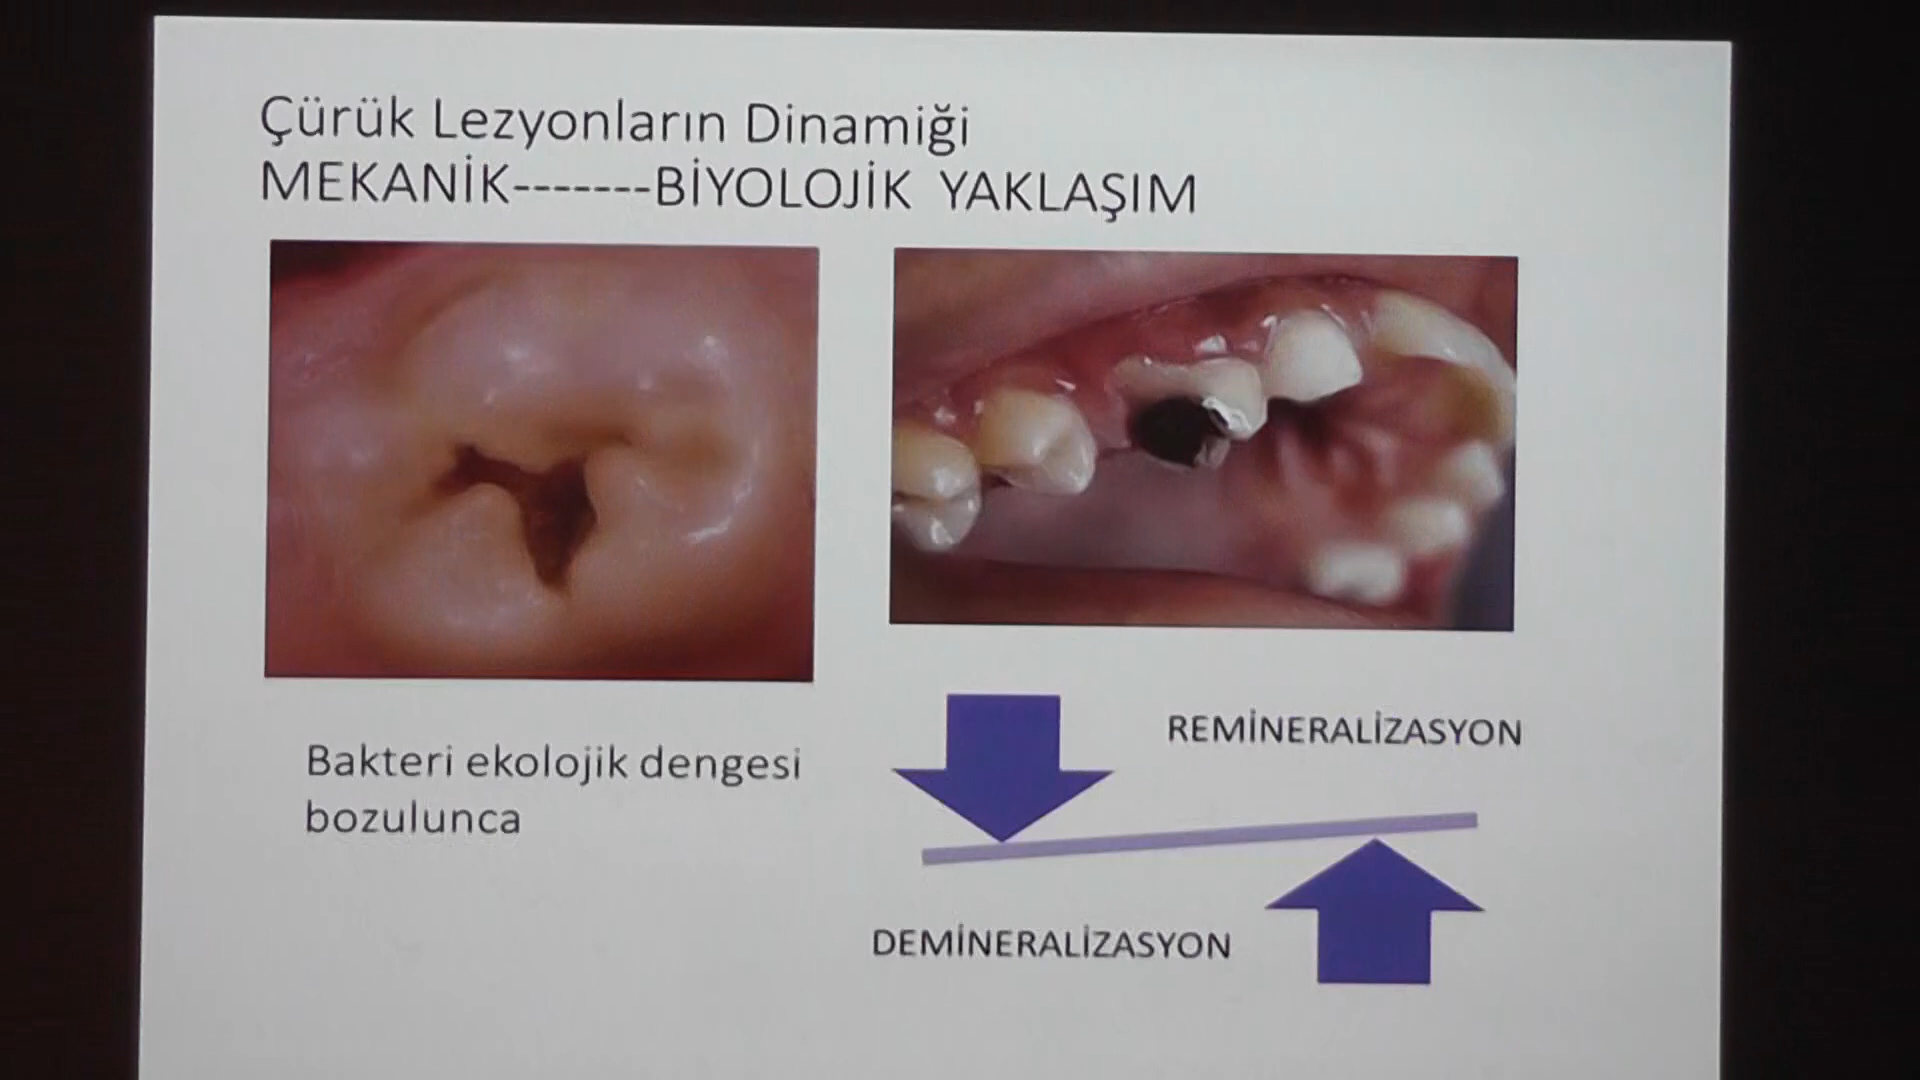 Çürük Lezyonların Dinamiği
MEKANİK-------BİYOLOJİK YAKLAŞIM
Bakteri ekolojik dengesi
bozulunca
REMİNERALİZASYON
DEMİNERALİZASYON